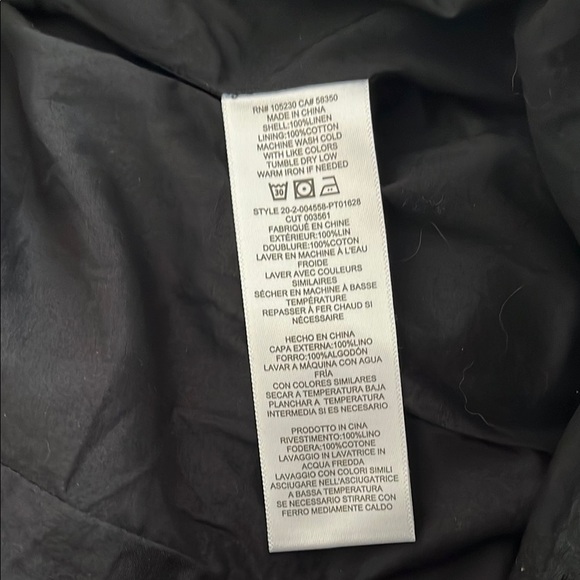 RN# 105230 CA# 58350
MADE IN CHINA
SHELL:100%LINEN
LINING:100%COTTON
MACHINE WASH COLD
WITH LIKE COLORS
TUMBLE DRY LOW
WARM IRON IF NEEDED
30
STYLE 20-2-004558-PT01628
CUT 003561
FABRIQUÉ EN CHINE
EXTÉRIEUR:100%LIN
DOUBLURE:100%COTON
LAVER EN MACHINE À L'EAU
FROIDE
LAVER AVEC COULEURS
SIMILAIRES
SÉCHER EN MACHINE À BASSE
TEMPÉRATURE
REPASSER À FER CHAUD SI
NÉCESSAIRE
HECHO EN CHINA
CAPA EXTERNA:100%LINO
FORRO:100%ALGODÓN
LAVAR A MÁQUINA CON AGUA
FRÍA
CON COLORES SIMILARES
SECAR A TEMPERATURA BAJA
PLANCHAR A TEMPERATURA
INTERMEDIA SI ES NECESARIO
PRODOTTO IN CINA
RIVESTIMENTO:100%LINO
FODERA:100%COTONE
LAVAGGIO IN LAVATRICE IN
ACQUA FREDDA
LAVAGGIO CON COLORI SIMILI
ASCIUGARE NELL'ASCIUGATRICE
A BASSA TEMPERATURA
SE NECESSARIO STIRARE CON
FERRO MEDIAMENTE CALDO